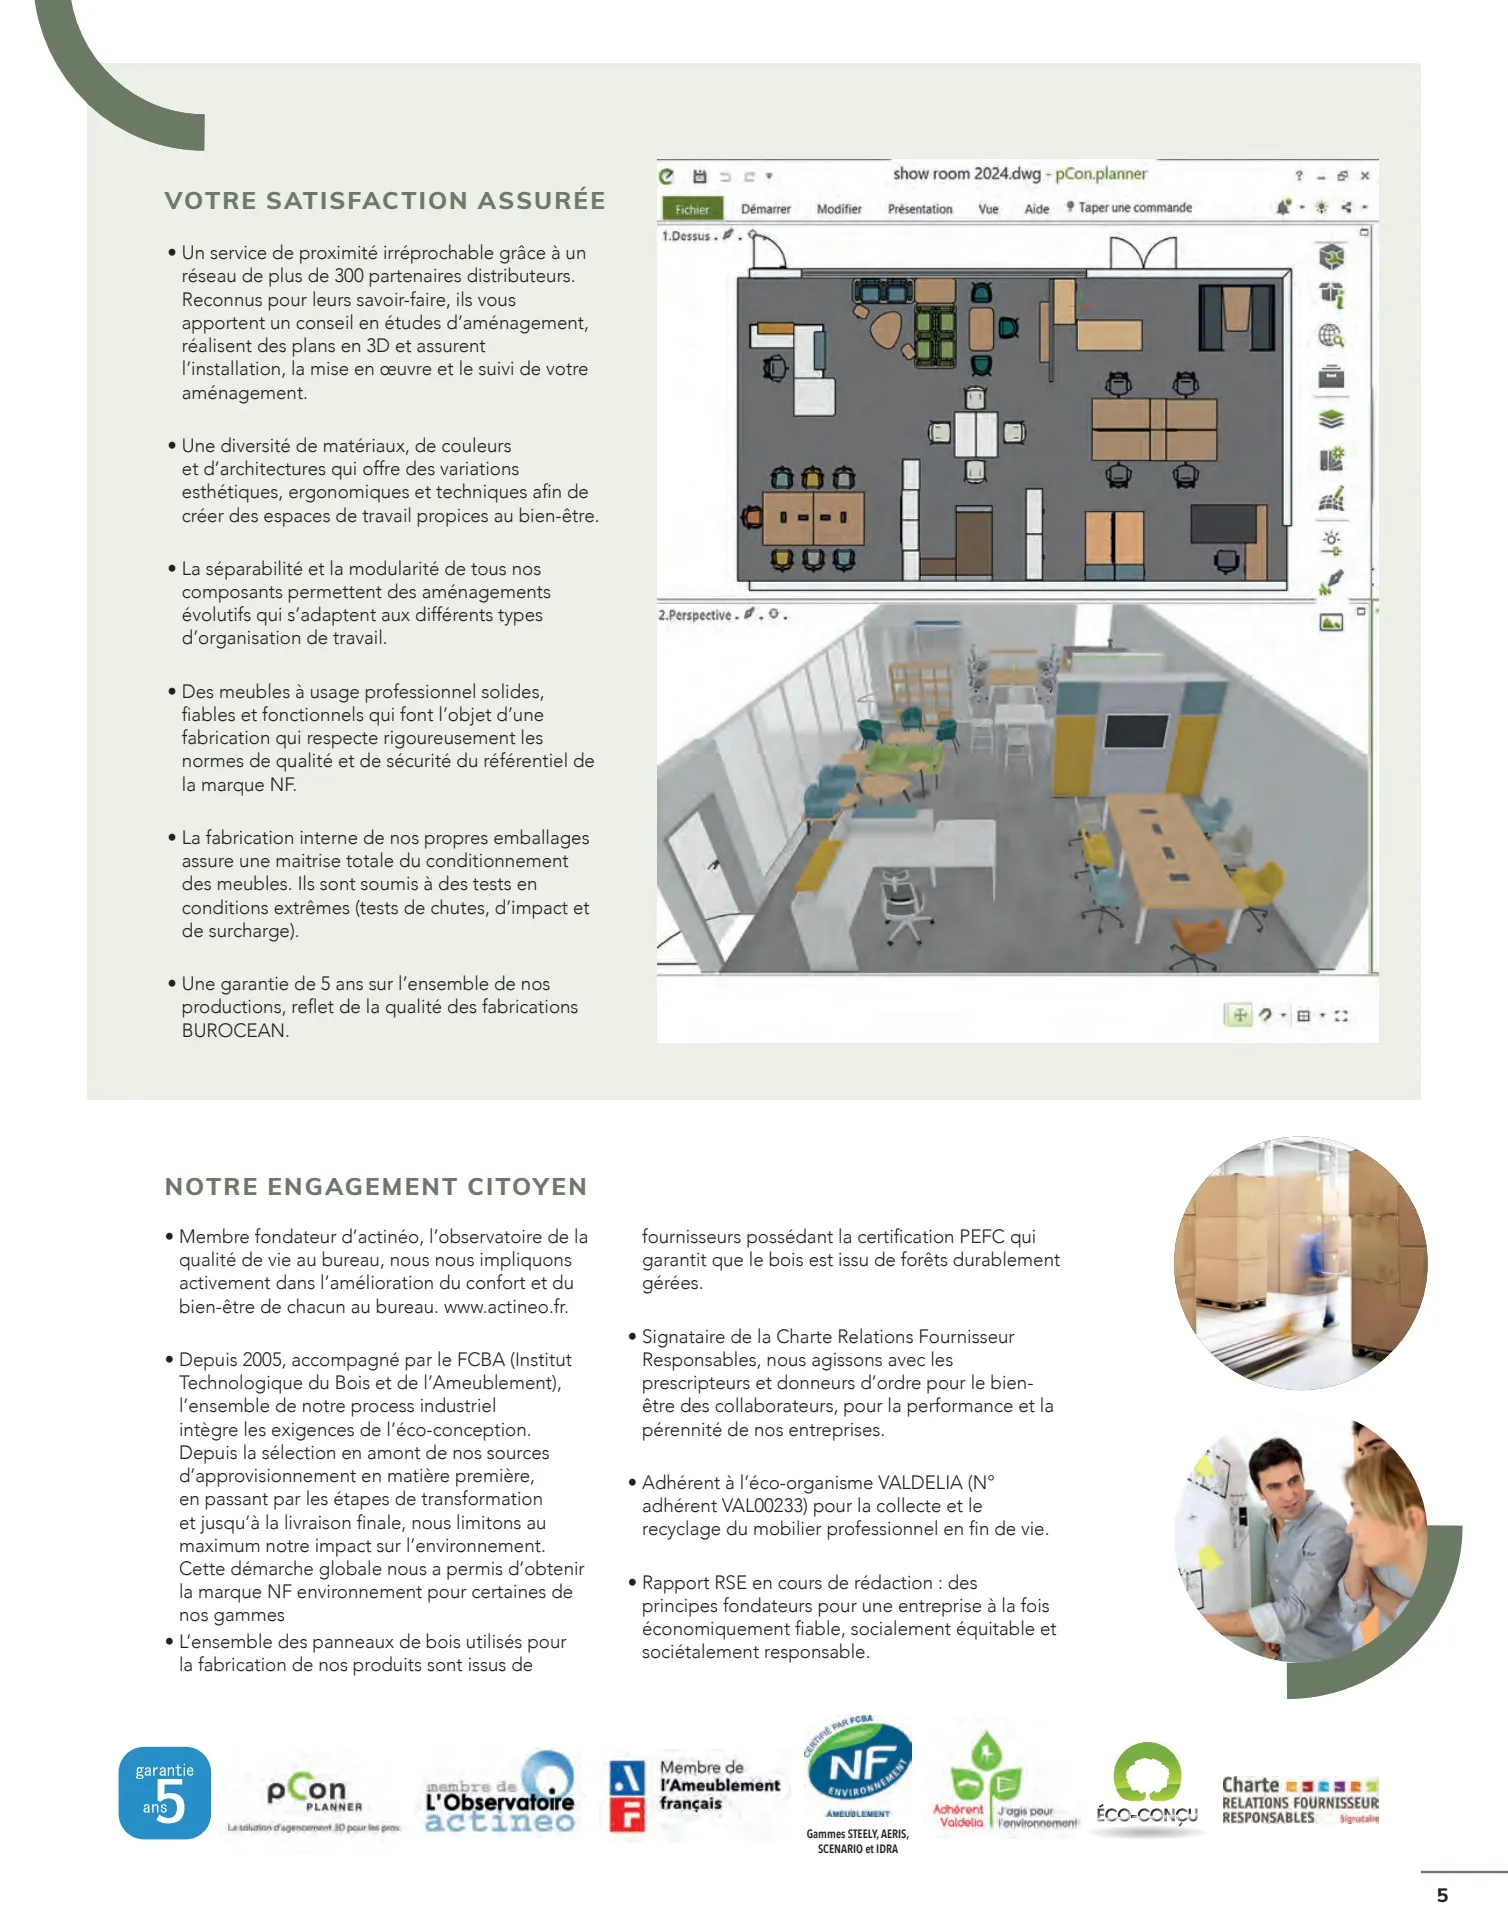 VOTRE SATISFACTION ASSURÉE
• Un service de proximité irréprochable grâce à un
réseau de plus de 300 partenaires distributeurs.
Reconnus pour leurs savoir-faire, ils vous
apportent un conseil en études d’aménagement,
réalisent des plans en 3D et assurent
l’installation, la mise en œuvre et le suivi de votre
aménagement.
• Une diversité de matériaux, de couleurs
et d’architectures qui offre des variations
esthétiques, ergonomiques et techniques afin de
créer des espaces de travail propices au bien-être.
• La séparabilité et la modularité de tous nos
composants permettent des aménagements
évolutifs qui s’adaptent aux différents types
d’organisation de travail.
• Des meubles à usage professionnel solides,
fiables et fonctionnels qui font l’objet d’une
fabrication qui respecte rigoureusement les
normes de qualité et de sécurité du référentiel de
la marque NF.
• La fabrication interne de nos propres emballages
assure une maitrise totale du conditionnement
des meubles. Ils sont soumis à des tests en
conditions extrêmes (tests de chutes, d’impact et
de surcharge).
• Une garantie de 5 ans sur l’ensemble de nos
productions, reflet de la qualité des fabrications
BUROCEAN.
show room 2024.dwg - pCon.planner
Fichier Démarrer Modifier Présentation Vue Aide Taper une commande
1.Dessus
2.Perspective
NOTRE ENGAGEMENT CITOYEN
• Membre fondateur d’actinéo, l’observatoire de la
qualité de vie au bureau, nous nous impliquons
activement dans l’amélioration du confort et du
bien-être de chacun au bureau. www.actineo.fr.
• Depuis 2005, accompagné par le FCBA (Institut
Technologique du Bois et de l’Ameublement),
l’ensemble de notre process industriel
intègre les exigences de l’éco-conception.
Depuis la sélection en amont de nos sources
d’approvisionnement en matière première,
en passant par les étapes de transformation
et jusqu’à la livraison finale, nous limitons au
maximum notre impact sur l’environnement.
Cette démarche globale nous a permis d’obtenir
la marque NF environnement pour certaines de
nos gammes
• L’ensemble des panneaux de bois utilisés pour
la fabrication de nos produits sont issus de
fournisseurs possédant la certification PEFC qui
garantit que le bois est issu de forêts durablement
gérées.
• Signataire de la Charte Relations Fournisseur
Responsables, nous agissons avec les
prescripteurs et donneurs d’ordre pour le bien-
être des collaborateurs, pour la performance et la
pérennité de nos entreprises.
• Adhérent à l’éco-organisme VALDELIA (N°
adhérent VAL00233) pour la collecte et le
recyclage du mobilier professionnel en fin de vie.
• Rapport RSE en cours de rédaction : des
principes fondateurs pour une entreprise à la fois
économiquement fiable, socialement équitable et
sociétalement responsable.
garantie
5
ans
pCon
PLANNER
La solution d'agencement 3D pour les pros.
membre de
L'Observatoire
actineo
AF
Membre de
l'Ameublement
français
CERTIFIÉ PAR FCBA
NF
ENVIRONNEMENT
AMEUBLEMENT
Gammes STEELY, AERIS,
SCENARIO et IDRA
Adhérent
Valdelia
J'agis pour
l'environnement
ÉCO-CONÇU
Charte
RELATIONS FOURNISSEUR
RESPONSABLES
Signataire
5